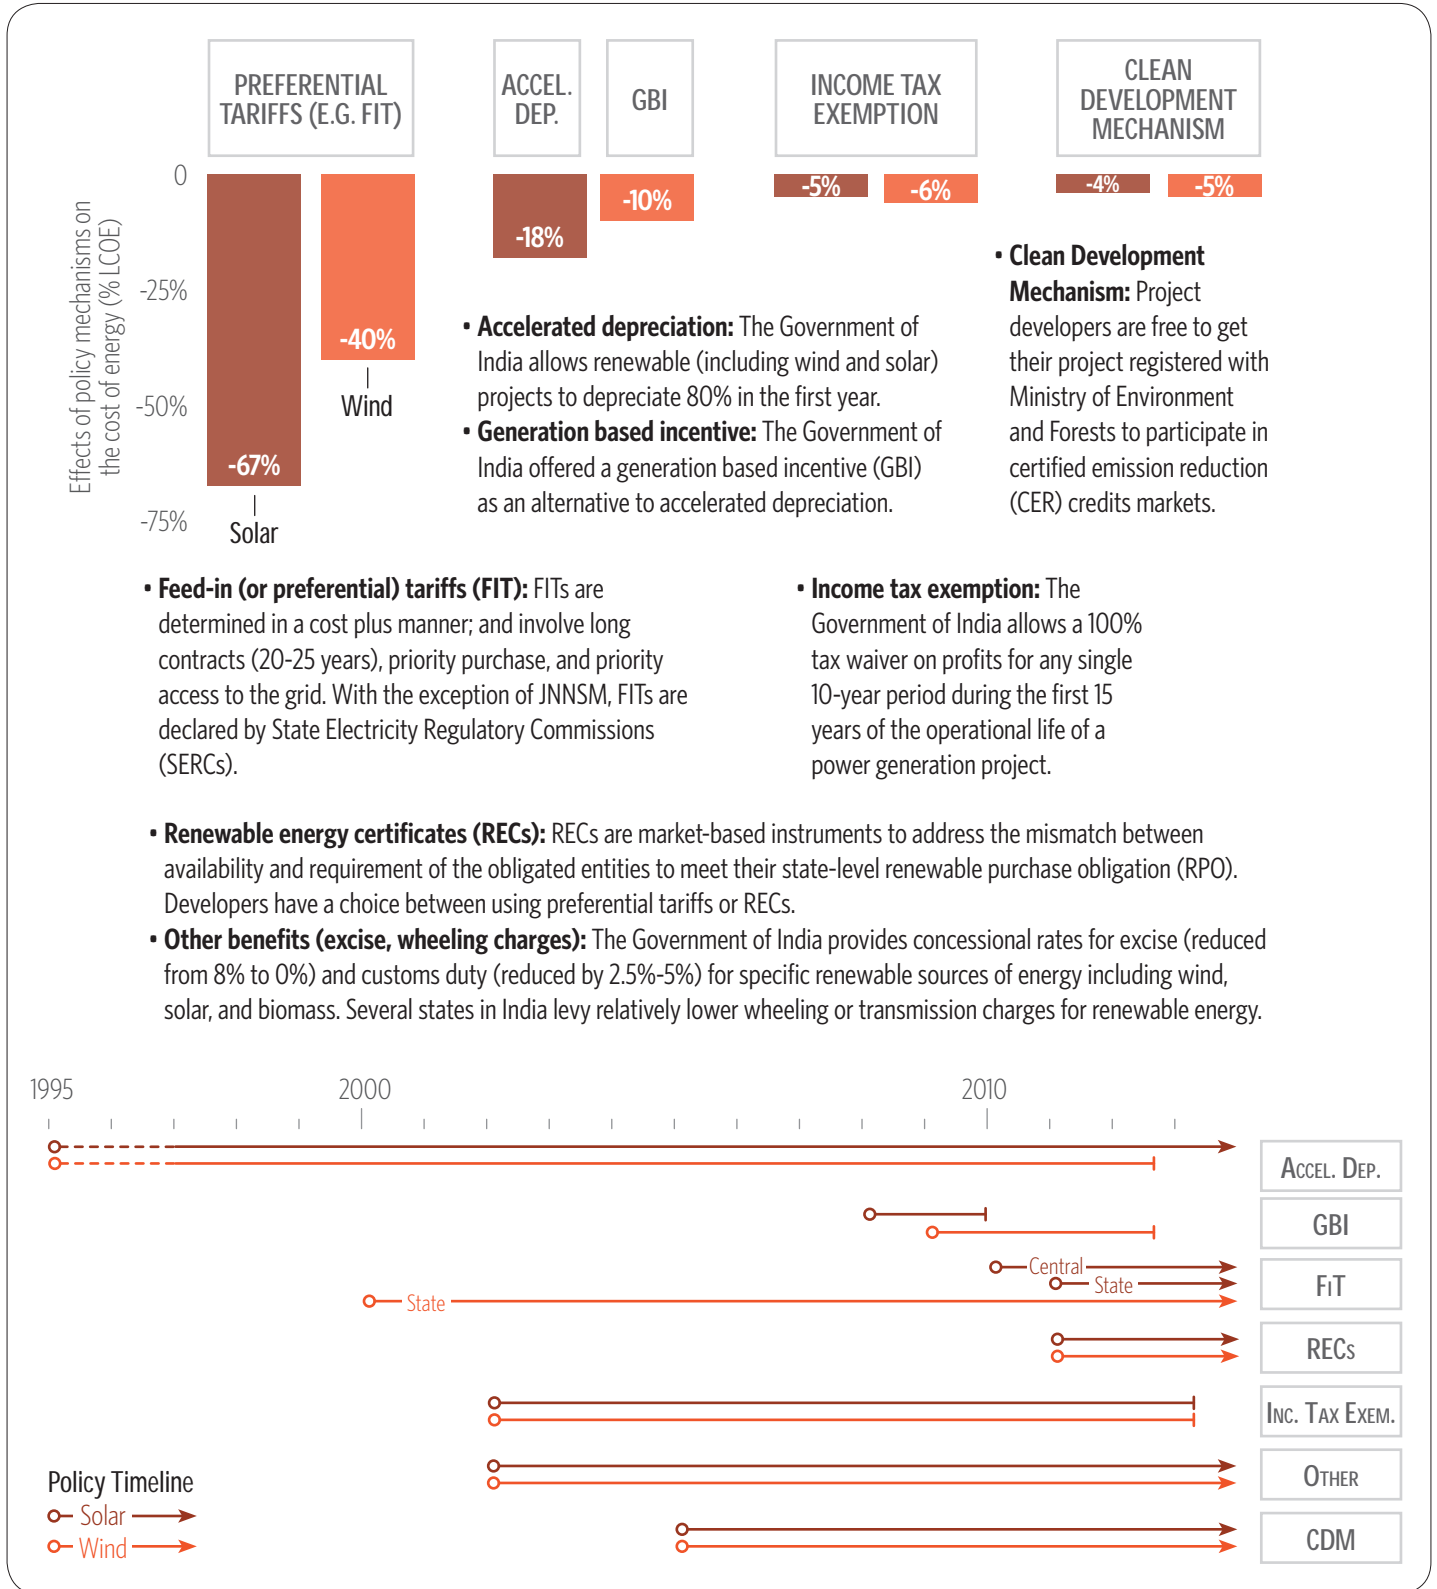 PREFERENTIAL
TARIFFS (E.G. FIT)
ACCEL.
DEP.
GBI
INCOME TAX
EXEMPTION
CLEAN
DEVELOPMENT
MECHANISM
Effects of policy mechanisms on
the cost of energy (% LCOE)
0
-25%
-50%
-75%
-67%
Solar
-40%
Wind
-18%
-10%
-5%
-6%
-4%
-5%
• Accelerated depreciation: The Government of
India allows renewable (including wind and solar)
projects to depreciate 80% in the first year.
• Generation based incentive: The Government of
India offered a generation based incentive (GBI)
as an alternative to accelerated depreciation.
• Clean Development
Mechanism: Project
developers are free to get
their project registered with
Ministry of Environment
and Forests to participate in
certified emission reduction
(CER) credits markets.
• Feed-in (or preferential) tariffs (FIT): FITs are
determined in a cost plus manner; and involve long
contracts (20-25 years), priority purchase, and priority
access to the grid. With the exception of JNNSM, FITs are
declared by State Electricity Regulatory Commissions
(SERCs).
• Income tax exemption: The
Government of India allows a 100%
tax waiver on profits for any single
10-year period during the first 15
years of the operational life of a
power generation project.
• Renewable energy certificates (RECs): RECs are market-based instruments to address the mismatch between
availability and requirement of the obligated entities to meet their state-level renewable purchase obligation (RPO).
Developers have a choice between using preferential tariffs or RECs.
• Other benefits (excise, wheeling charges): The Government of India provides concessional rates for excise (reduced
from 8% to 0%) and customs duty (reduced by 2.5%-5%) for specific renewable sources of energy including wind,
solar, and biomass. Several states in India levy relatively lower wheeling or transmission charges for renewable energy.
1995
2000
2010
ACCEL. DEP.
GBI
Central
State
State
FIT
RECS
INC. TAX EXEM.
OTHER
CDM
Policy Timeline
Solar
Wind